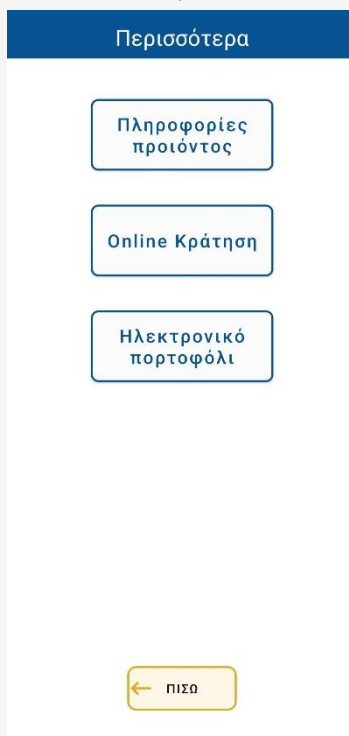 Περισσότερα
Πληροφορίες
προιόντος
Online Κράτηση
Ηλεκτρονικό
πορτοφόλι
ΠΙΣΩ